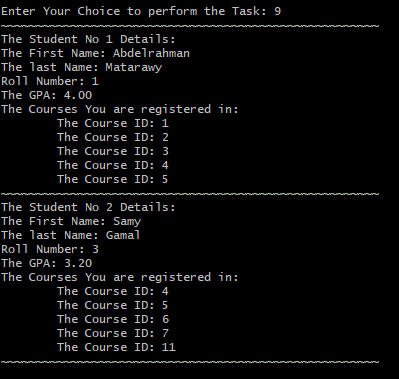 Enter Your Choice to perform the Task: 9
~~~~~~~~~~~~~~~~~~~~~~~~~~~~~~~~~~~~~~~~~~~~~~~~~~~~~~
The Student No 1 Details:
The First Name: Abdelrahman
The last Name: Matarawy
Roll Number: 1
The GPA: 4.00
The Courses You are registered in:
        The Course ID: 1
        The Course ID: 2
        The Course ID: 3
        The Course ID: 4
        The Course ID: 5
~~~~~~~~~~~~~~~~~~~~~~~~~~~~~~~~~~~~~~~~~~~~~~~~~~~~~~
The Student No 2 Details:
The First Name: Samy
The last Name: Gamal
Roll Number: 3
The GPA: 3.20
The Courses You are registered in:
        The Course ID: 4
        The Course ID: 5
        The Course ID: 6
        The Course ID: 7
        The Course ID: 11
~~~~~~~~~~~~~~~~~~~~~~~~~~~~~~~~~~~~~~~~~~~~~~~~~~~~~~